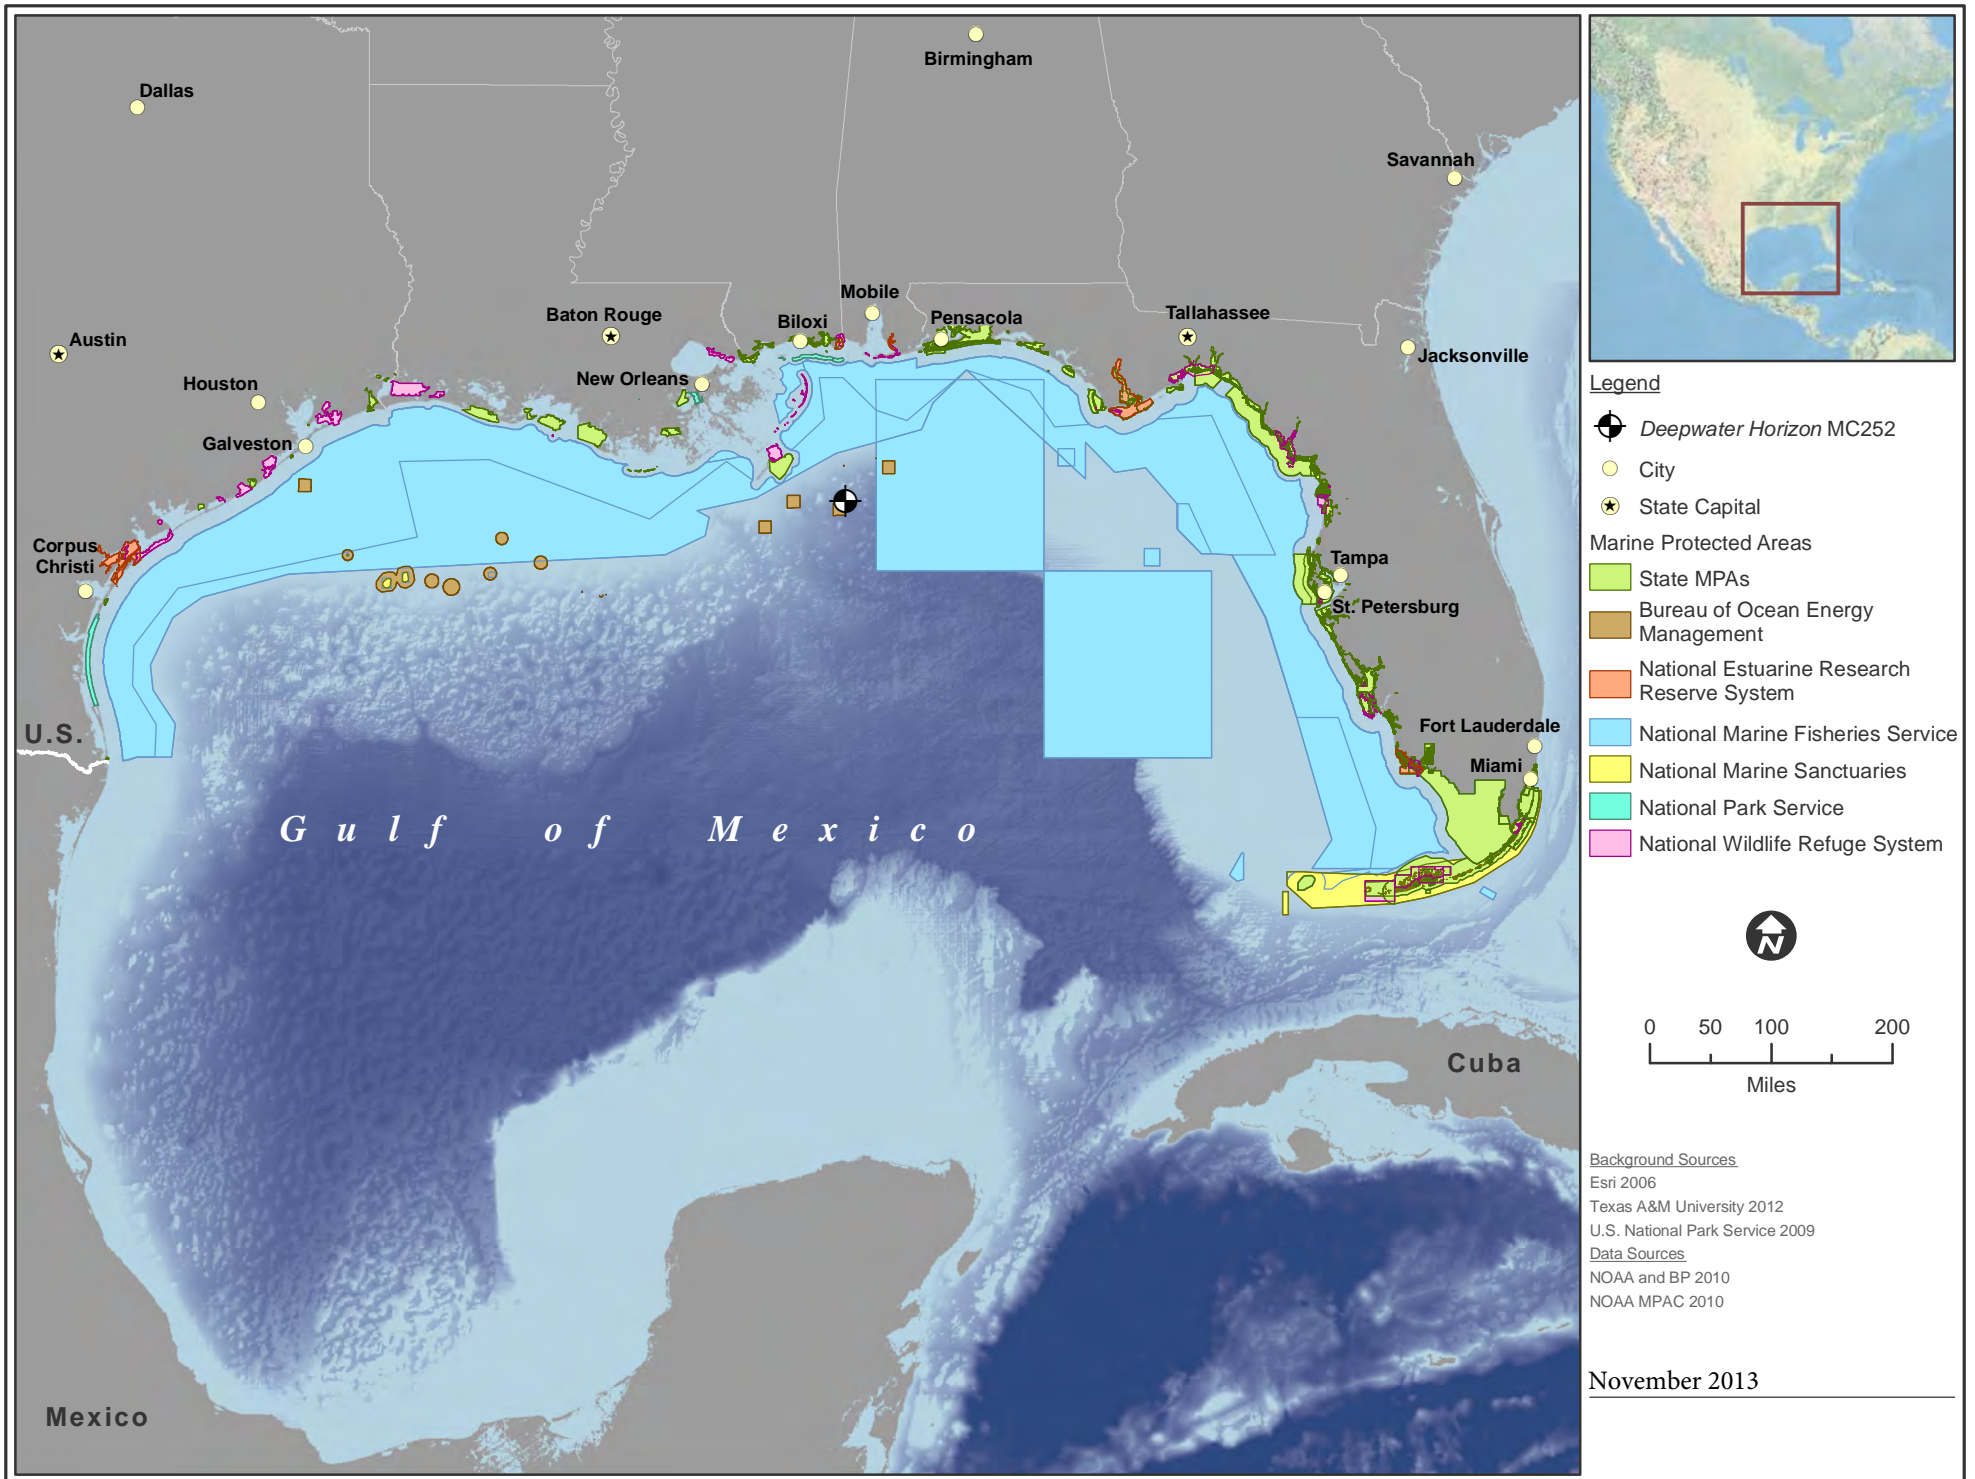 Birmingham
Dallas
Savannah
Mobile
Baton Rouge
Biloxi
Pensacola
Tallahassee
Austin
Jacksonville
Houston
New Orleans
Galveston
Corpus
Christi
Tampa
St. Petersburg
U.S.
Fort Lauderdale
Miami
Gulf of Mexico
Cuba
Mexico
Legend
Deepwater Horizon MC252
City
State Capital
Marine Protected Areas
State MPAs
Bureau of Ocean Energy
Management
National Estuarine Research
Reserve System
National Marine Fisheries Service
National Marine Sanctuaries
National Park Service
National Wildlife Refuge System
N
0 50 100 200
Miles
Background Sources
Esri 2006
Texas A&M University 2012
U.S. National Park Service 2009
Data Sources
NOAA and BP 2010
NOAA MPAC 2010
November 2013